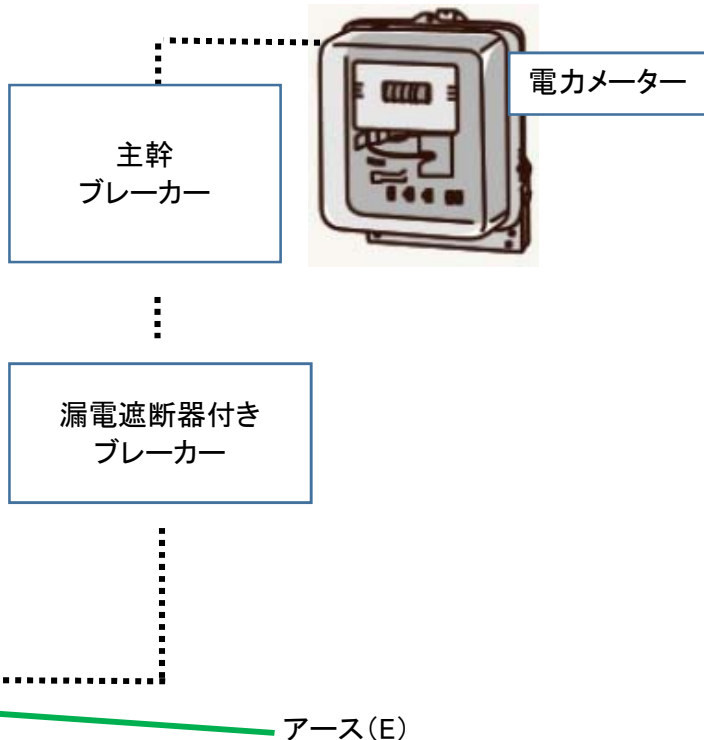 電力メーター
主幹
ブレーカー
漏電遮断器付き
ブレーカー
アース（E）